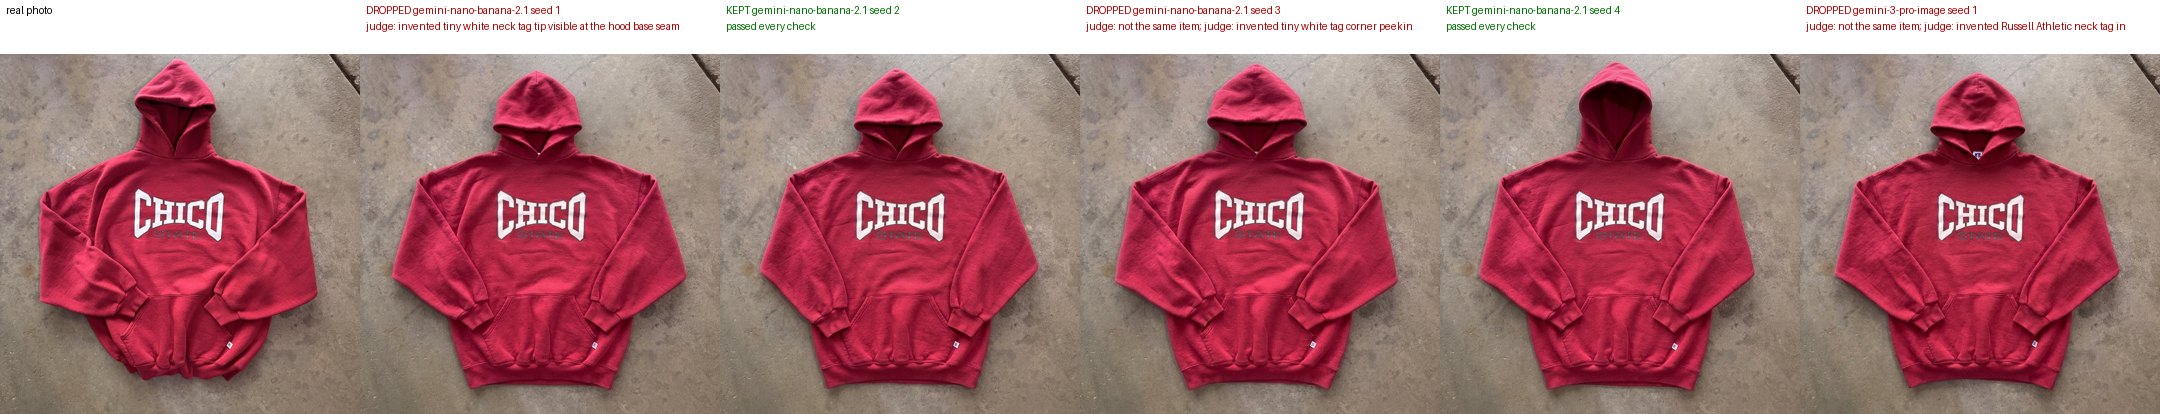 real photo
DROPPED gemini-nano-banana-2.1 seed 1
judge: invented tiny white neck tag tip visible at the hood base seam
KEPT gemini-nano-banana-2.1 seed 2
passed every check
DROPPED gemini-nano-banana-2.1 seed 3
judge: not the same item; judge: invented tiny white tag corner peekin
KEPT gemini-nano-banana-2.1 seed 4
passed every check
DROPPED gemini-3-pro-image seed 1
judge: not the same item; judge: invented Russell Athletic neck tag in
CHICO
CHICO
CHICO
CHICO
CHICO
CHICO